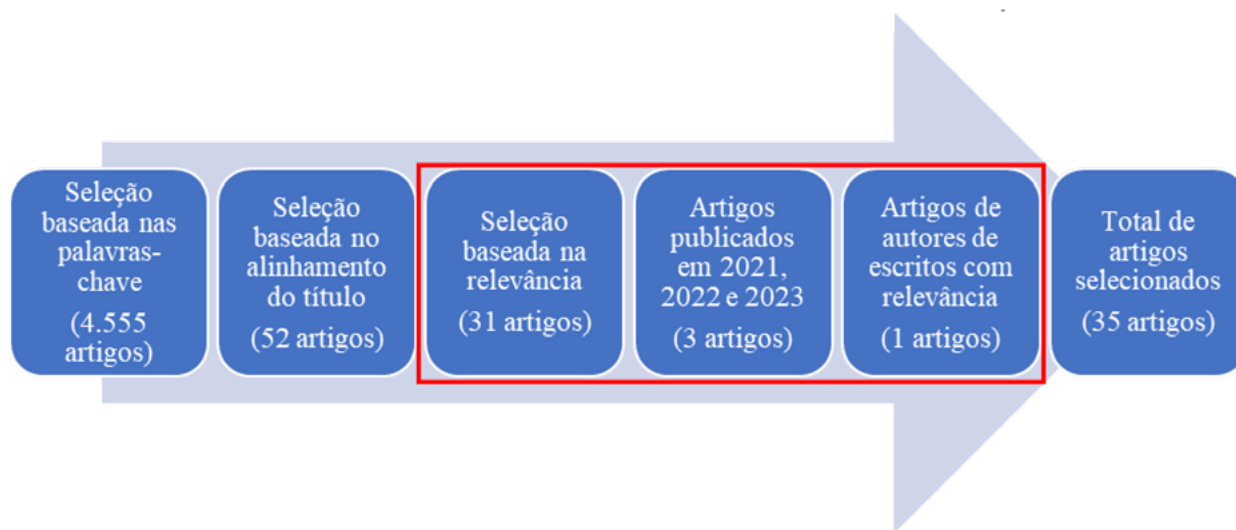 Seleção
baseada nas
palavras-
chave
(4.555
artigos)
Seleção
baseada no
alinhamento
do título
(52 artigos)
Seleção
baseada na
relevância
(31 artigos)
Artigos
publicados
em 2021,
2022 e 2023
(3 artigos)
Artigos de
autores de
escritos com
relevância
(1 artigos)
Total de
artigos
selecionados
(35 artigos)